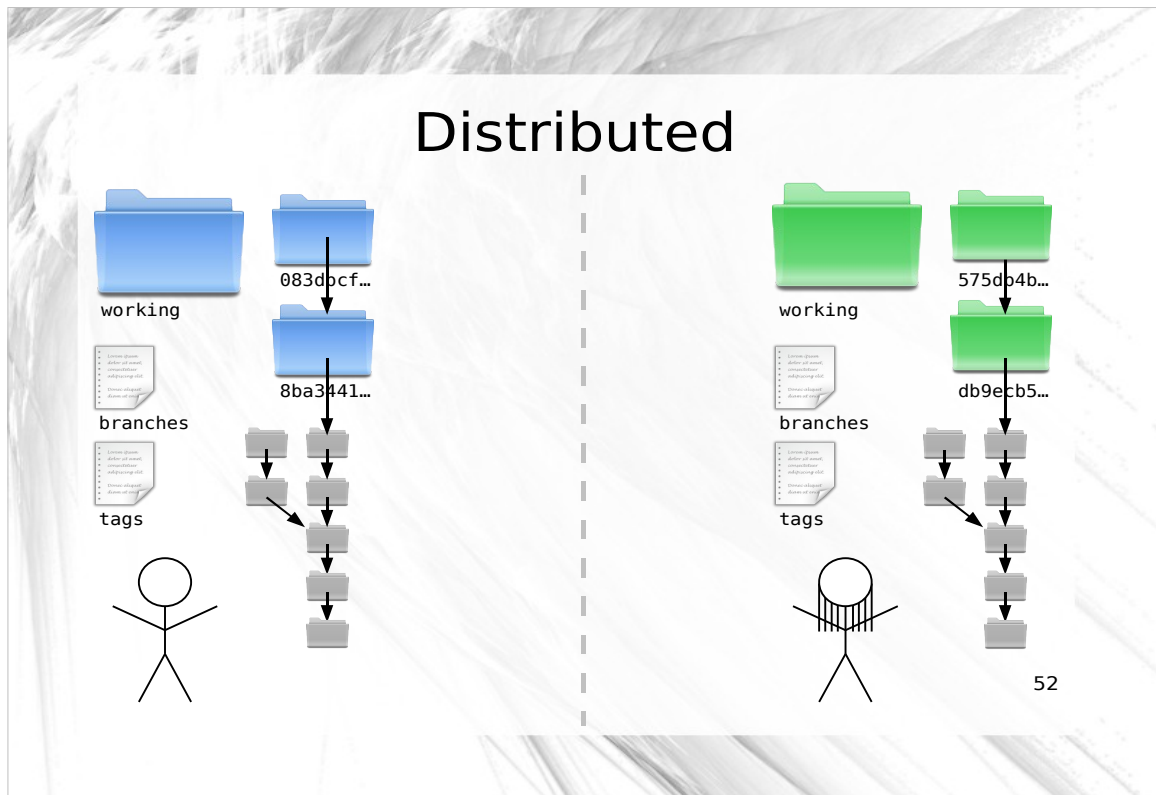 Distributed
083dbcf…
working
8ba3441…
branches
tags
575db4b…
working
db9ecb5…
branches
tags
52